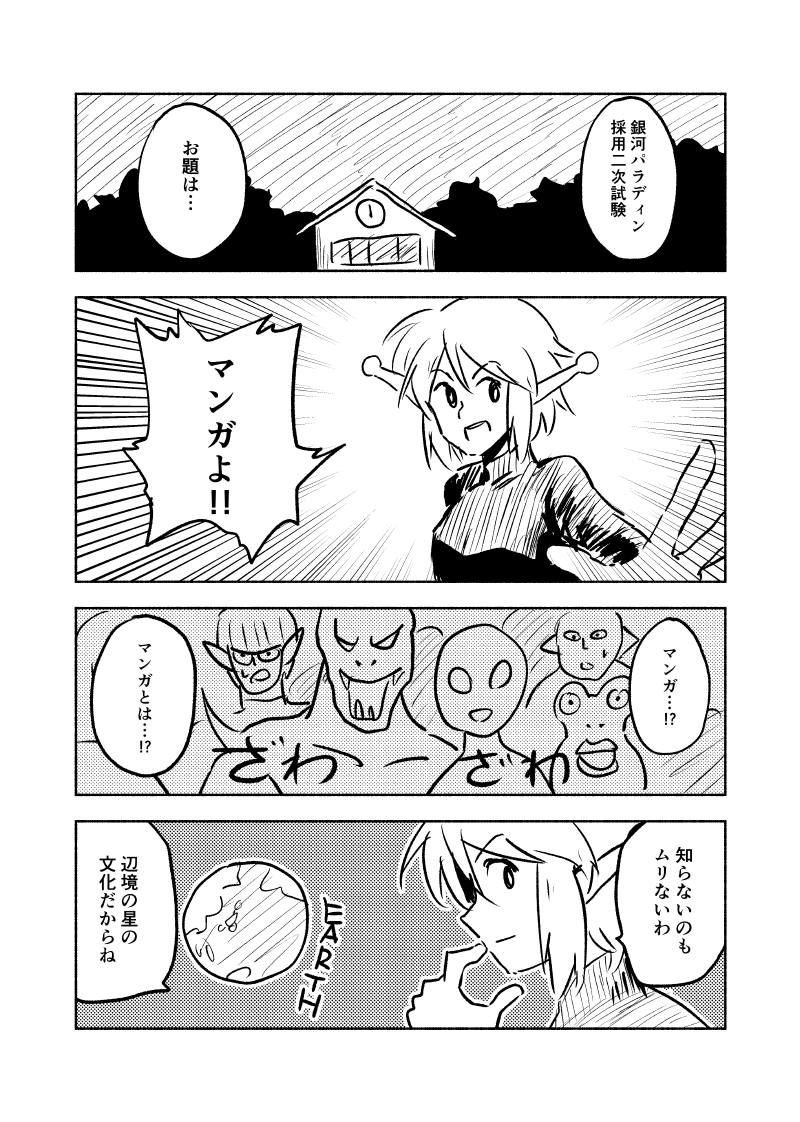 銀河パラディン
採用二次試験
お題は…
マンガよ!!
マンガ…!?
マンガとは…!?
ざわ
ざわ
知らないのも
ムリないわ
EARTH
辺境の星の
文化だからね